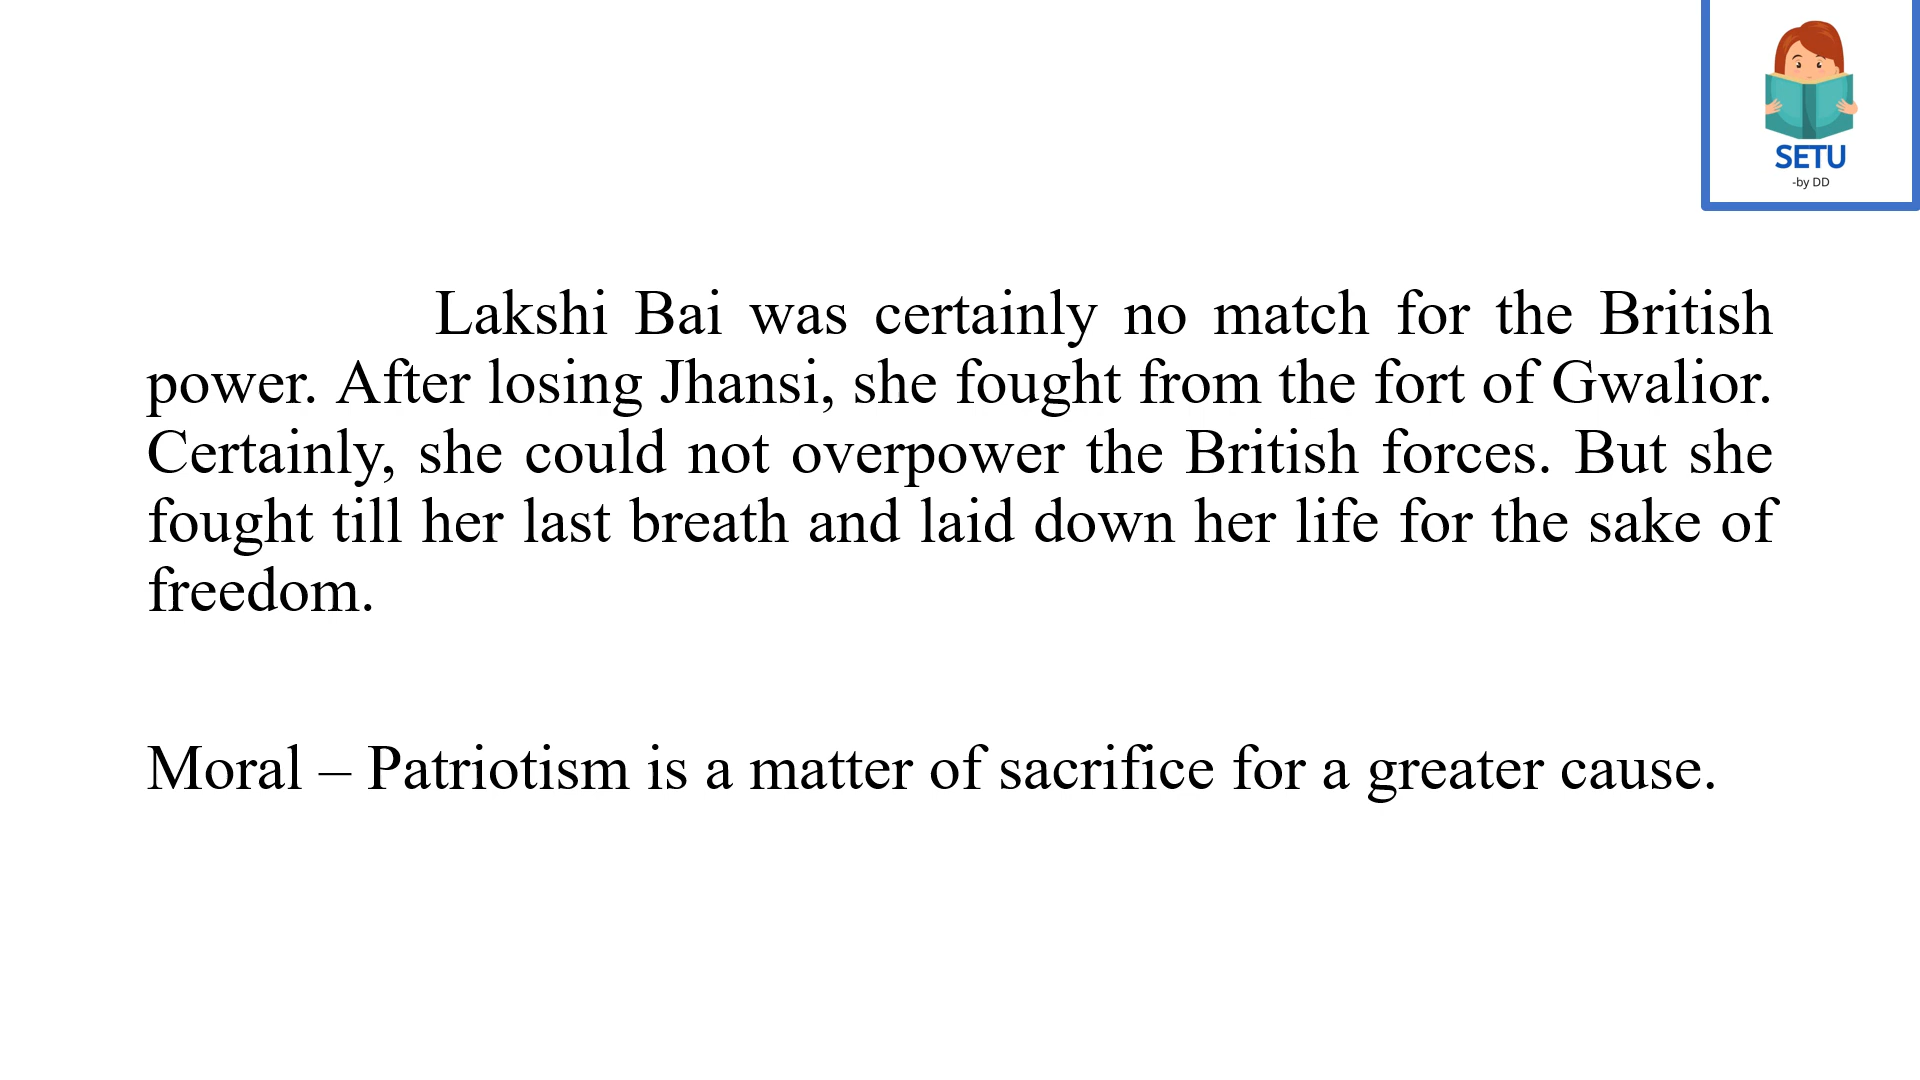 SETU
-by DD
Lakshi Bai was certainly no match for the British
power. After losing Jhansi, she fought from the fort of Gwalior.
Certainly, she could not overpower the British forces. But she
fought till her last breath and laid down her life for the sake of
freedom.
Moral – Patriotism is a matter of sacrifice for a greater cause.